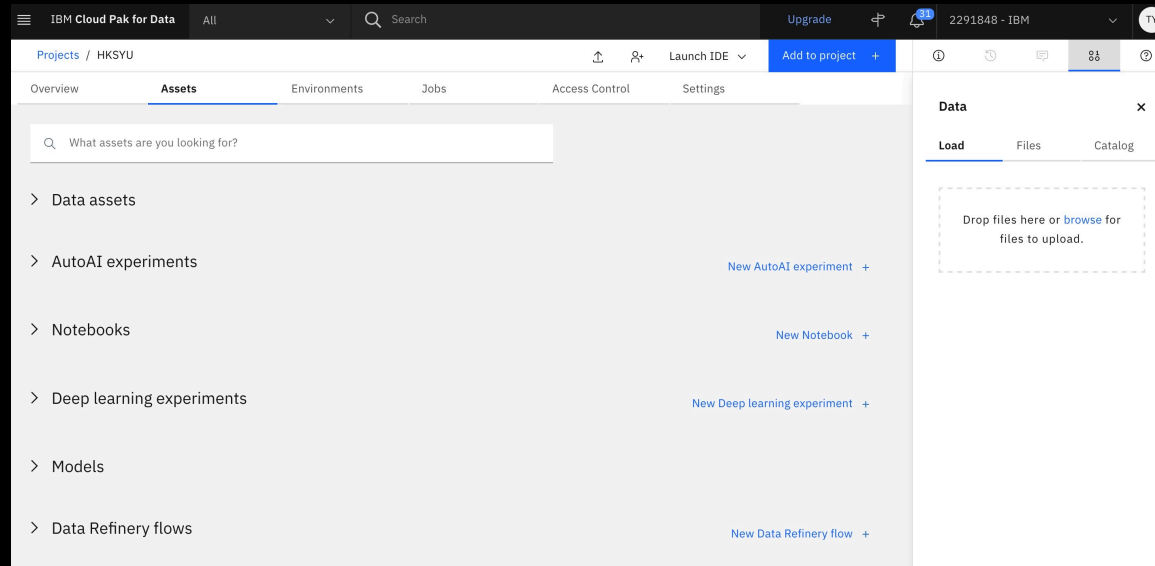 IBM Cloud Pak for Data
All
Search
Upgrade
31
2291848 - IBM
TY
Projects / HKSYU
Launch IDE
Add to project +
Overview
Assets
Environments
Jobs
Access Control
Settings
What assets are you looking for?
Data assets
AutoAI experiments
New AutoAI experiment +
Notebooks
New Notebook +
Deep learning experiments
New Deep learning experiment +
Models
Data Refinery flows
New Data Refinery flow +
Data
Load
Files
Catalog
Drop files here or browse for
files to upload.